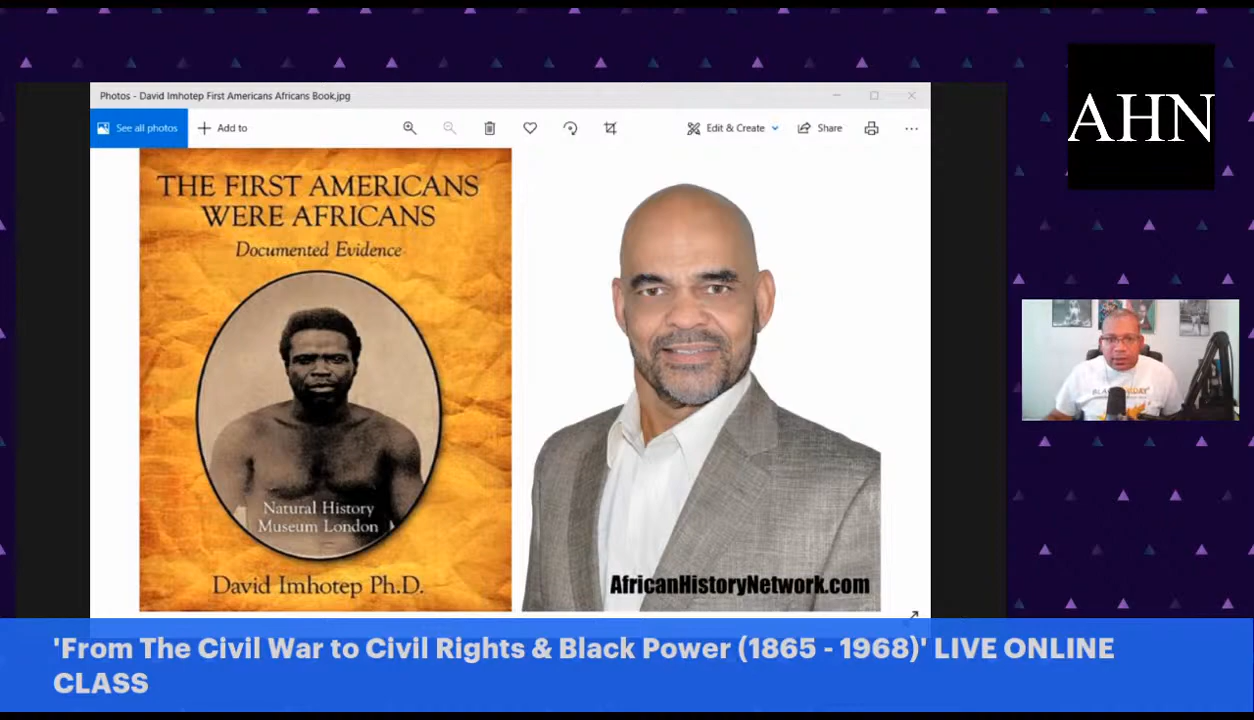 Photos - David Imhotep First Americans Africans Book.jpg
See all photos
Add to
Edit & Create
Share
AHN
THE FIRST AMERICANS
WERE AFRICANS
Documented Evidence
Natural History
Museum London
David Imhotep Ph.D.
AfricanHistoryNetwork.com
'From The Civil War to Civil Rights & Black Power (1865 - 1968)' LIVE ONLINE
CLASS